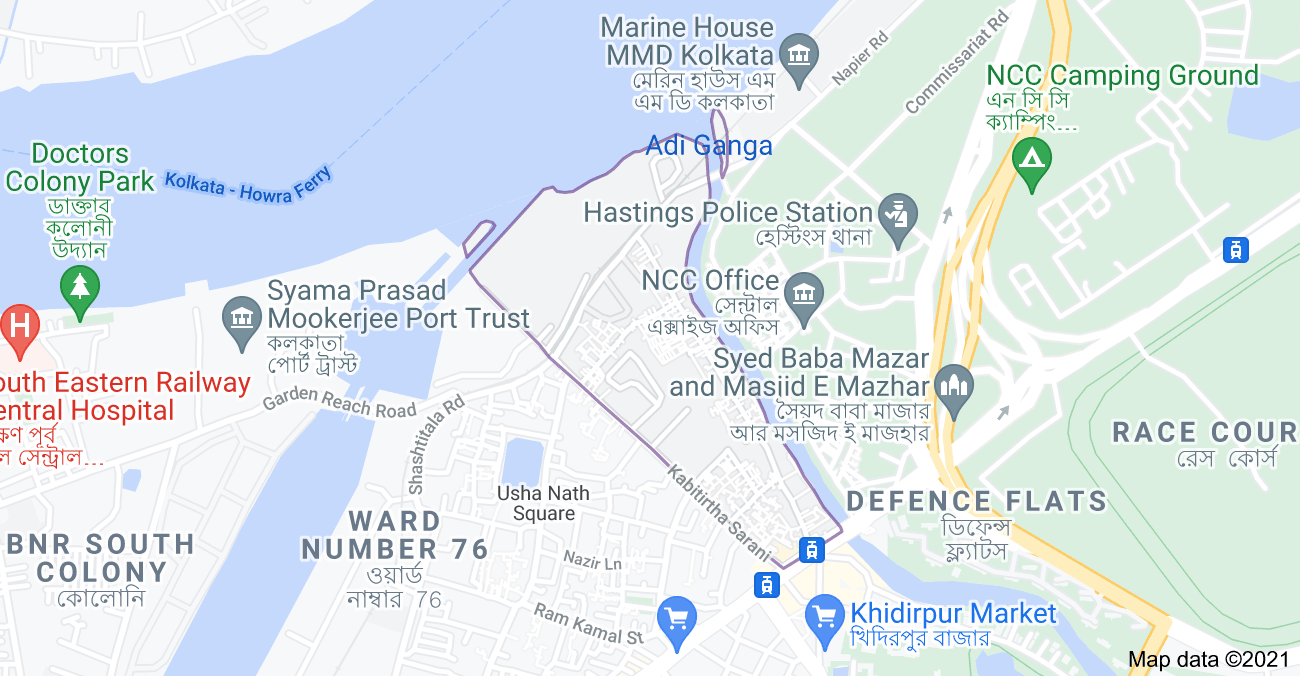 Marine House
MMD Kolkata
মেরিন হাউস এম
এম ডি কলকাতা
Napier Rd
Commissariat Rd
NCC Camping Ground
এন সি সি
ক্যাম্পিং...
Adi Ganga
Doctors
Colony Park
ডাক্তার
কলোনী
উদ্যান
Kolkata - Howra Ferry
Hastings Police Station
হেস্টিংস থানা
NCC Office
সেন্ট্রাল
এক্সাইজ অফিস
Syama Prasad
Mookerjee Port Trust
কলকাতা
পোর্ট ট্রাস্ট
H
outh Eastern Railway
entral Hospital
ক্ষণ পূর্ব
ল সেন্ট্রাল...
Garden Reach Road
Shashtitala Rd
Syed Baba Mazar
and Masjid E Mazhar
সৈয়দ বাবা মাজার
আর মসজিদ ই মাজহার
RACE COUR
রেস কোর্স
Usha Nath
Square
Kabitirtha Sarani
DEFENCE FLATS
ডিফেন্স
ফ্ল্যাটস
WARD
NUMBER 76
ওয়ার্ড
নাম্বার 76
BNR SOUTH
COLONY
কোলোনি
Nazir Ln
Ram Kamal St
Khidirpur Market
খিদিরপুর বাজার
Map data ©2021